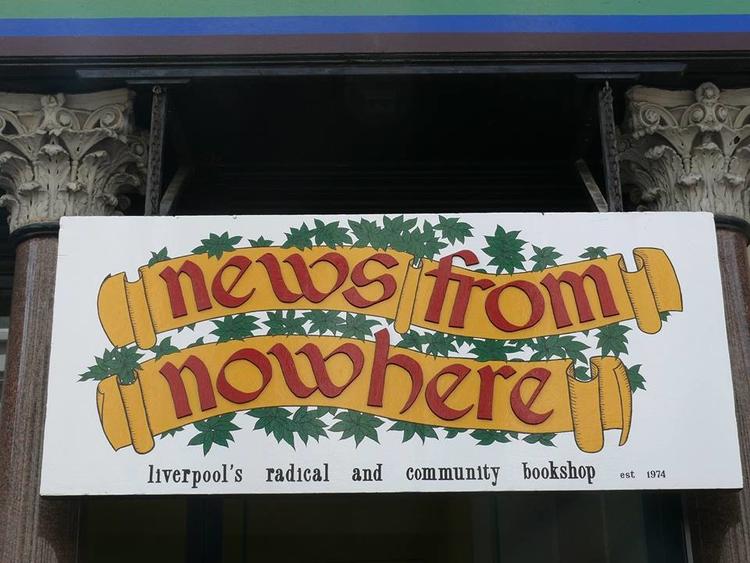 news from
nowhere
liverpool's radical and community bookshop est 1974